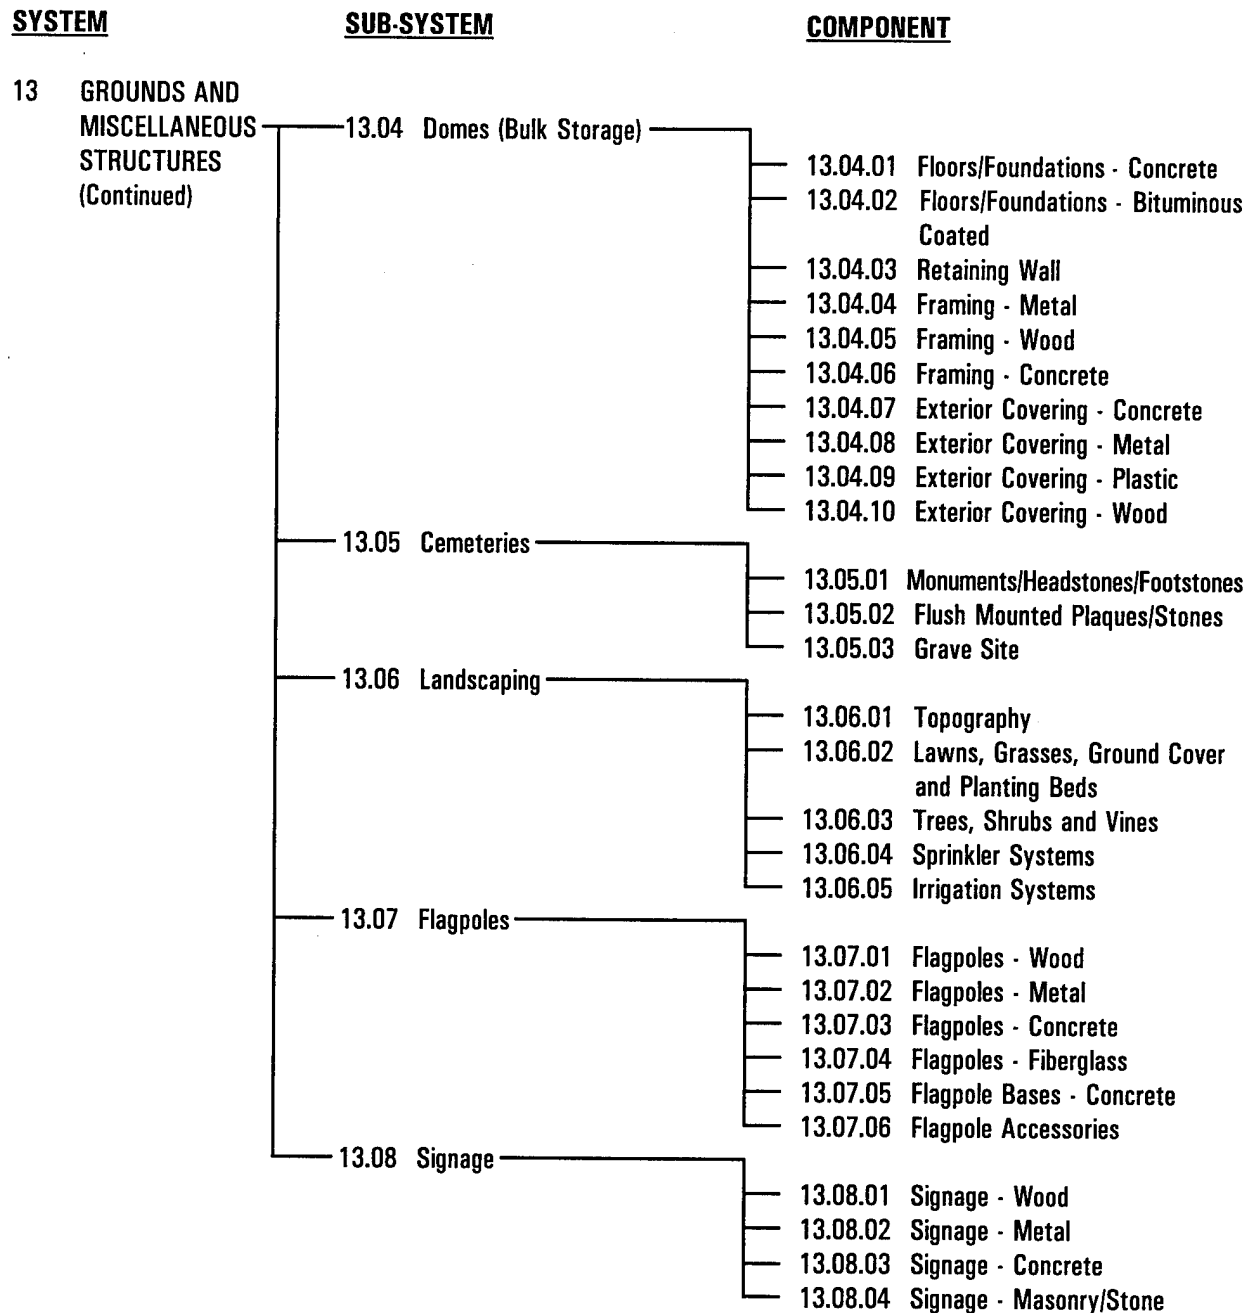 SYSTEM SUB-SYSTEM COMPONENT
13 GROUNDS AND
MISCELLANEOUS
STRUCTURES
(Continued)
13.04 Domes (Bulk Storage)
13.04.01 Floors/Foundations - Concrete
13.04.02 Floors/Foundations - Bituminous
Coated
13.04.03 Retaining Wall
13.04.04 Framing - Metal
13.04.05 Framing - Wood
13.04.06 Framing - Concrete
13.04.07 Exterior Covering - Concrete
13.04.08 Exterior Covering - Metal
13.04.09 Exterior Covering - Plastic
13.04.10 Exterior Covering - Wood
13.05 Cemeteries
13.05.01 Monuments/Headstones/Footstones
13.05.02 Flush Mounted Plaques/Stones
13.05.03 Grave Site
13.06 Landscaping
13.06.01 Topography
13.06.02 Lawns, Grasses, Ground Cover
and Planting Beds
13.06.03 Trees, Shrubs and Vines
13.06.04 Sprinkler Systems
13.06.05 Irrigation Systems
13.07 Flagpoles
13.07.01 Flagpoles - Wood
13.07.02 Flagpoles - Metal
13.07.03 Flagpoles - Concrete
13.07.04 Flagpoles - Fiberglass
13.07.05 Flagpole Bases - Concrete
13.07.06 Flagpole Accessories
13.08 Signage
13.08.01 Signage - Wood
13.08.02 Signage - Metal
13.08.03 Signage - Concrete
13.08.04 Signage - Masonry/Stone